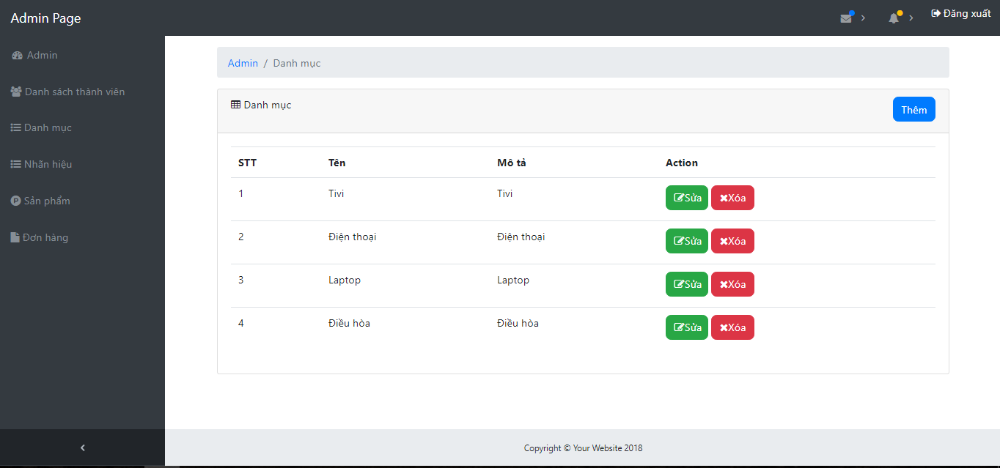 Admin Page
Đăng xuất
Admin
Danh sách thành viên
Danh mục
Nhãn hiệu
Sản phẩm
Đơn hàng
Admin / Danh mục
Danh mục
Thêm
STT Tên Mô tả Action
1 Tivi Tivi Sửa Xóa
2 Điện thoại Điện thoại Sửa Xóa
3 Laptop Laptop Sửa Xóa
4 Điều hòa Điều hòa Sửa Xóa
Copyright © Your Website 2018